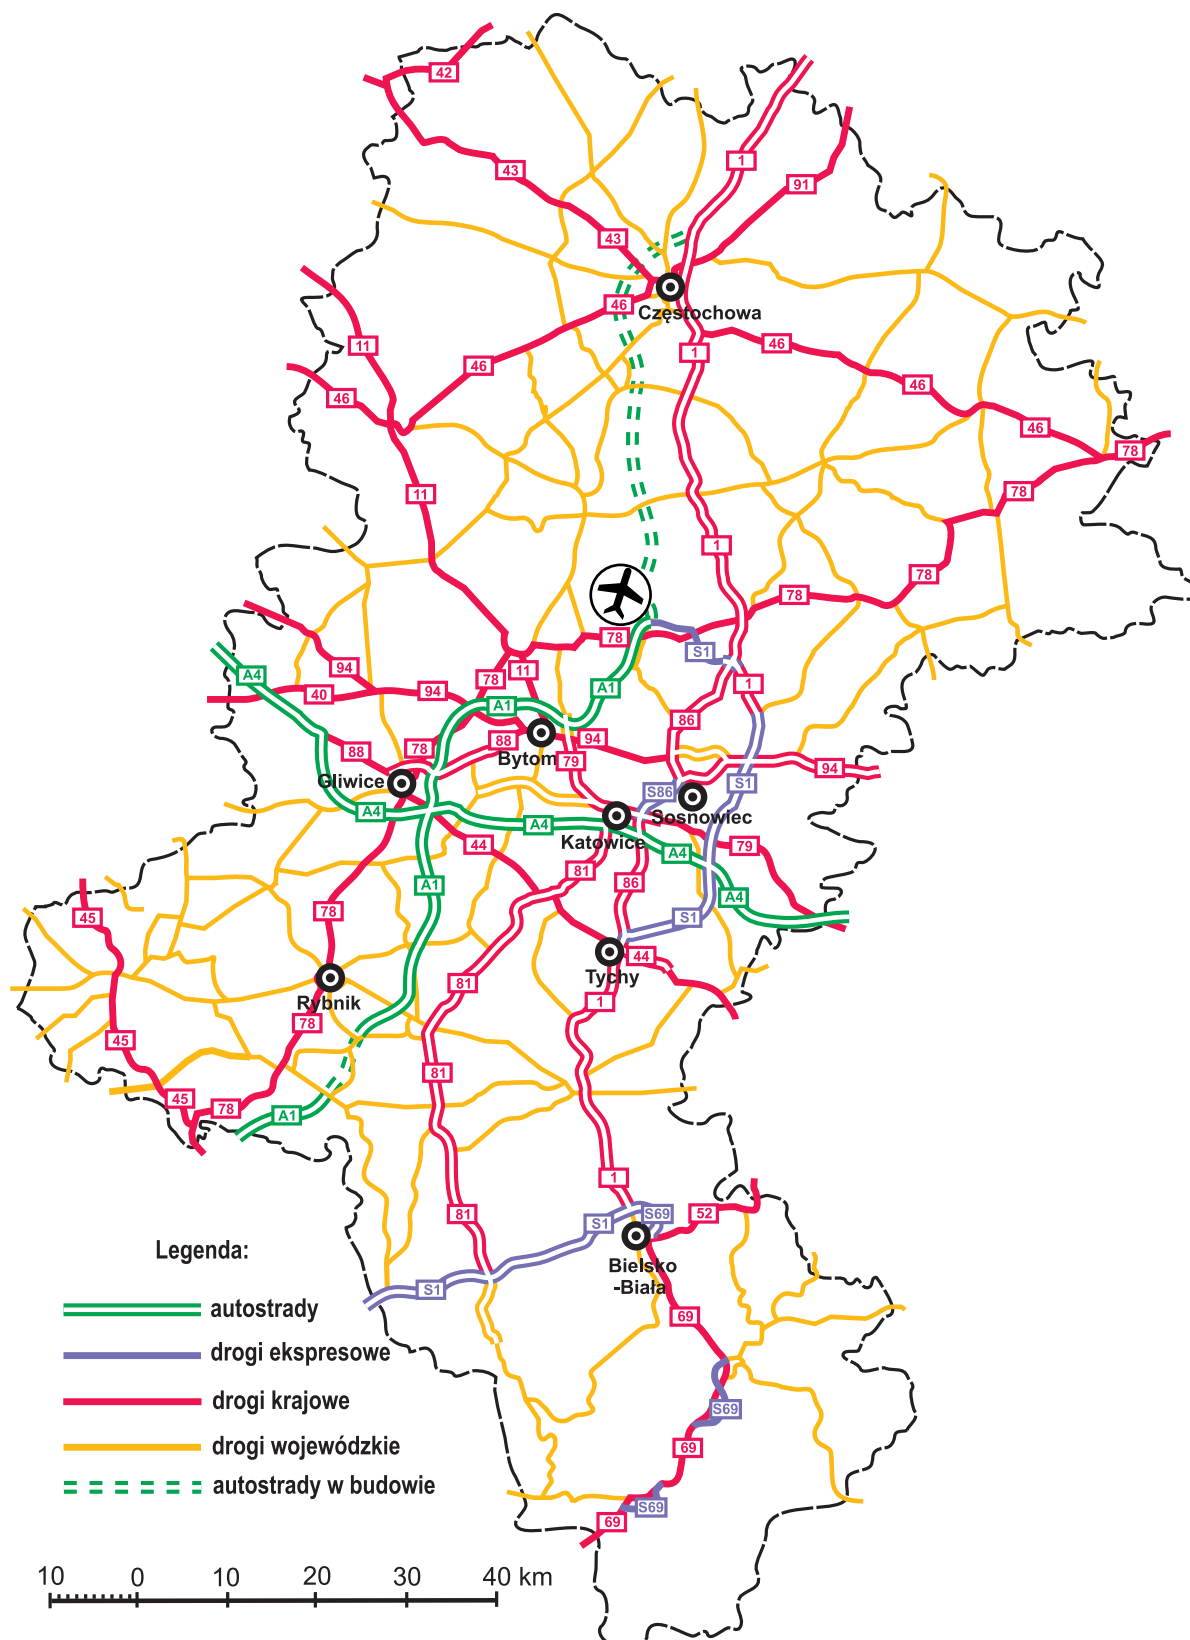 42
1
43
91
43
46
Częstochowa
11
1
46
46
46
46
46
78
11
78
1
78
78
78
S1
94
A4
78
11
40
94
A1
A1
1
86
88
78
88
Bytom
94
79
94
Gliwice
S86
S1
Sosnowiec
A4
A4
Katowice
44
79
A4
81
A1
86
A4
45
78
S1
Tychy
44
81
Rybnik
1
78
45
81
45
78
A1
1
81
S1
S69
52
Legenda:
Bielsko
-Biała
S1
autostrady
69
drogi ekspresowe
drogi krajowe
S69
drogi wojewódzkie
69
autostrady w budowie
S69
69
10 0 10 20 30 40 km